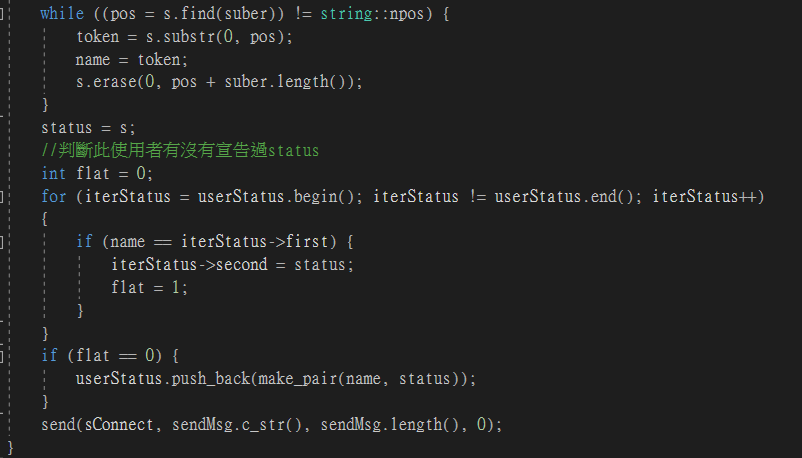 while ((pos = s.find(suber)) != string::npos) {
token = s.substr(0, pos);
name = token;
s.erase(0, pos + suber.length());
}
status = s;
//判斷此使用者有沒有宣告過status
int flat = 0;
for (iterStatus = userStatus.begin(); iterStatus != userStatus.end(); iterStatus++)
{
if (name == iterStatus->first) {
iterStatus->second = status;
flat = 1;
}
}
if (flat == 0) {
userStatus.push_back(make_pair(name, status));
}
send(sConnect, sendMsg.c_str(), sendMsg.length(), 0);
}